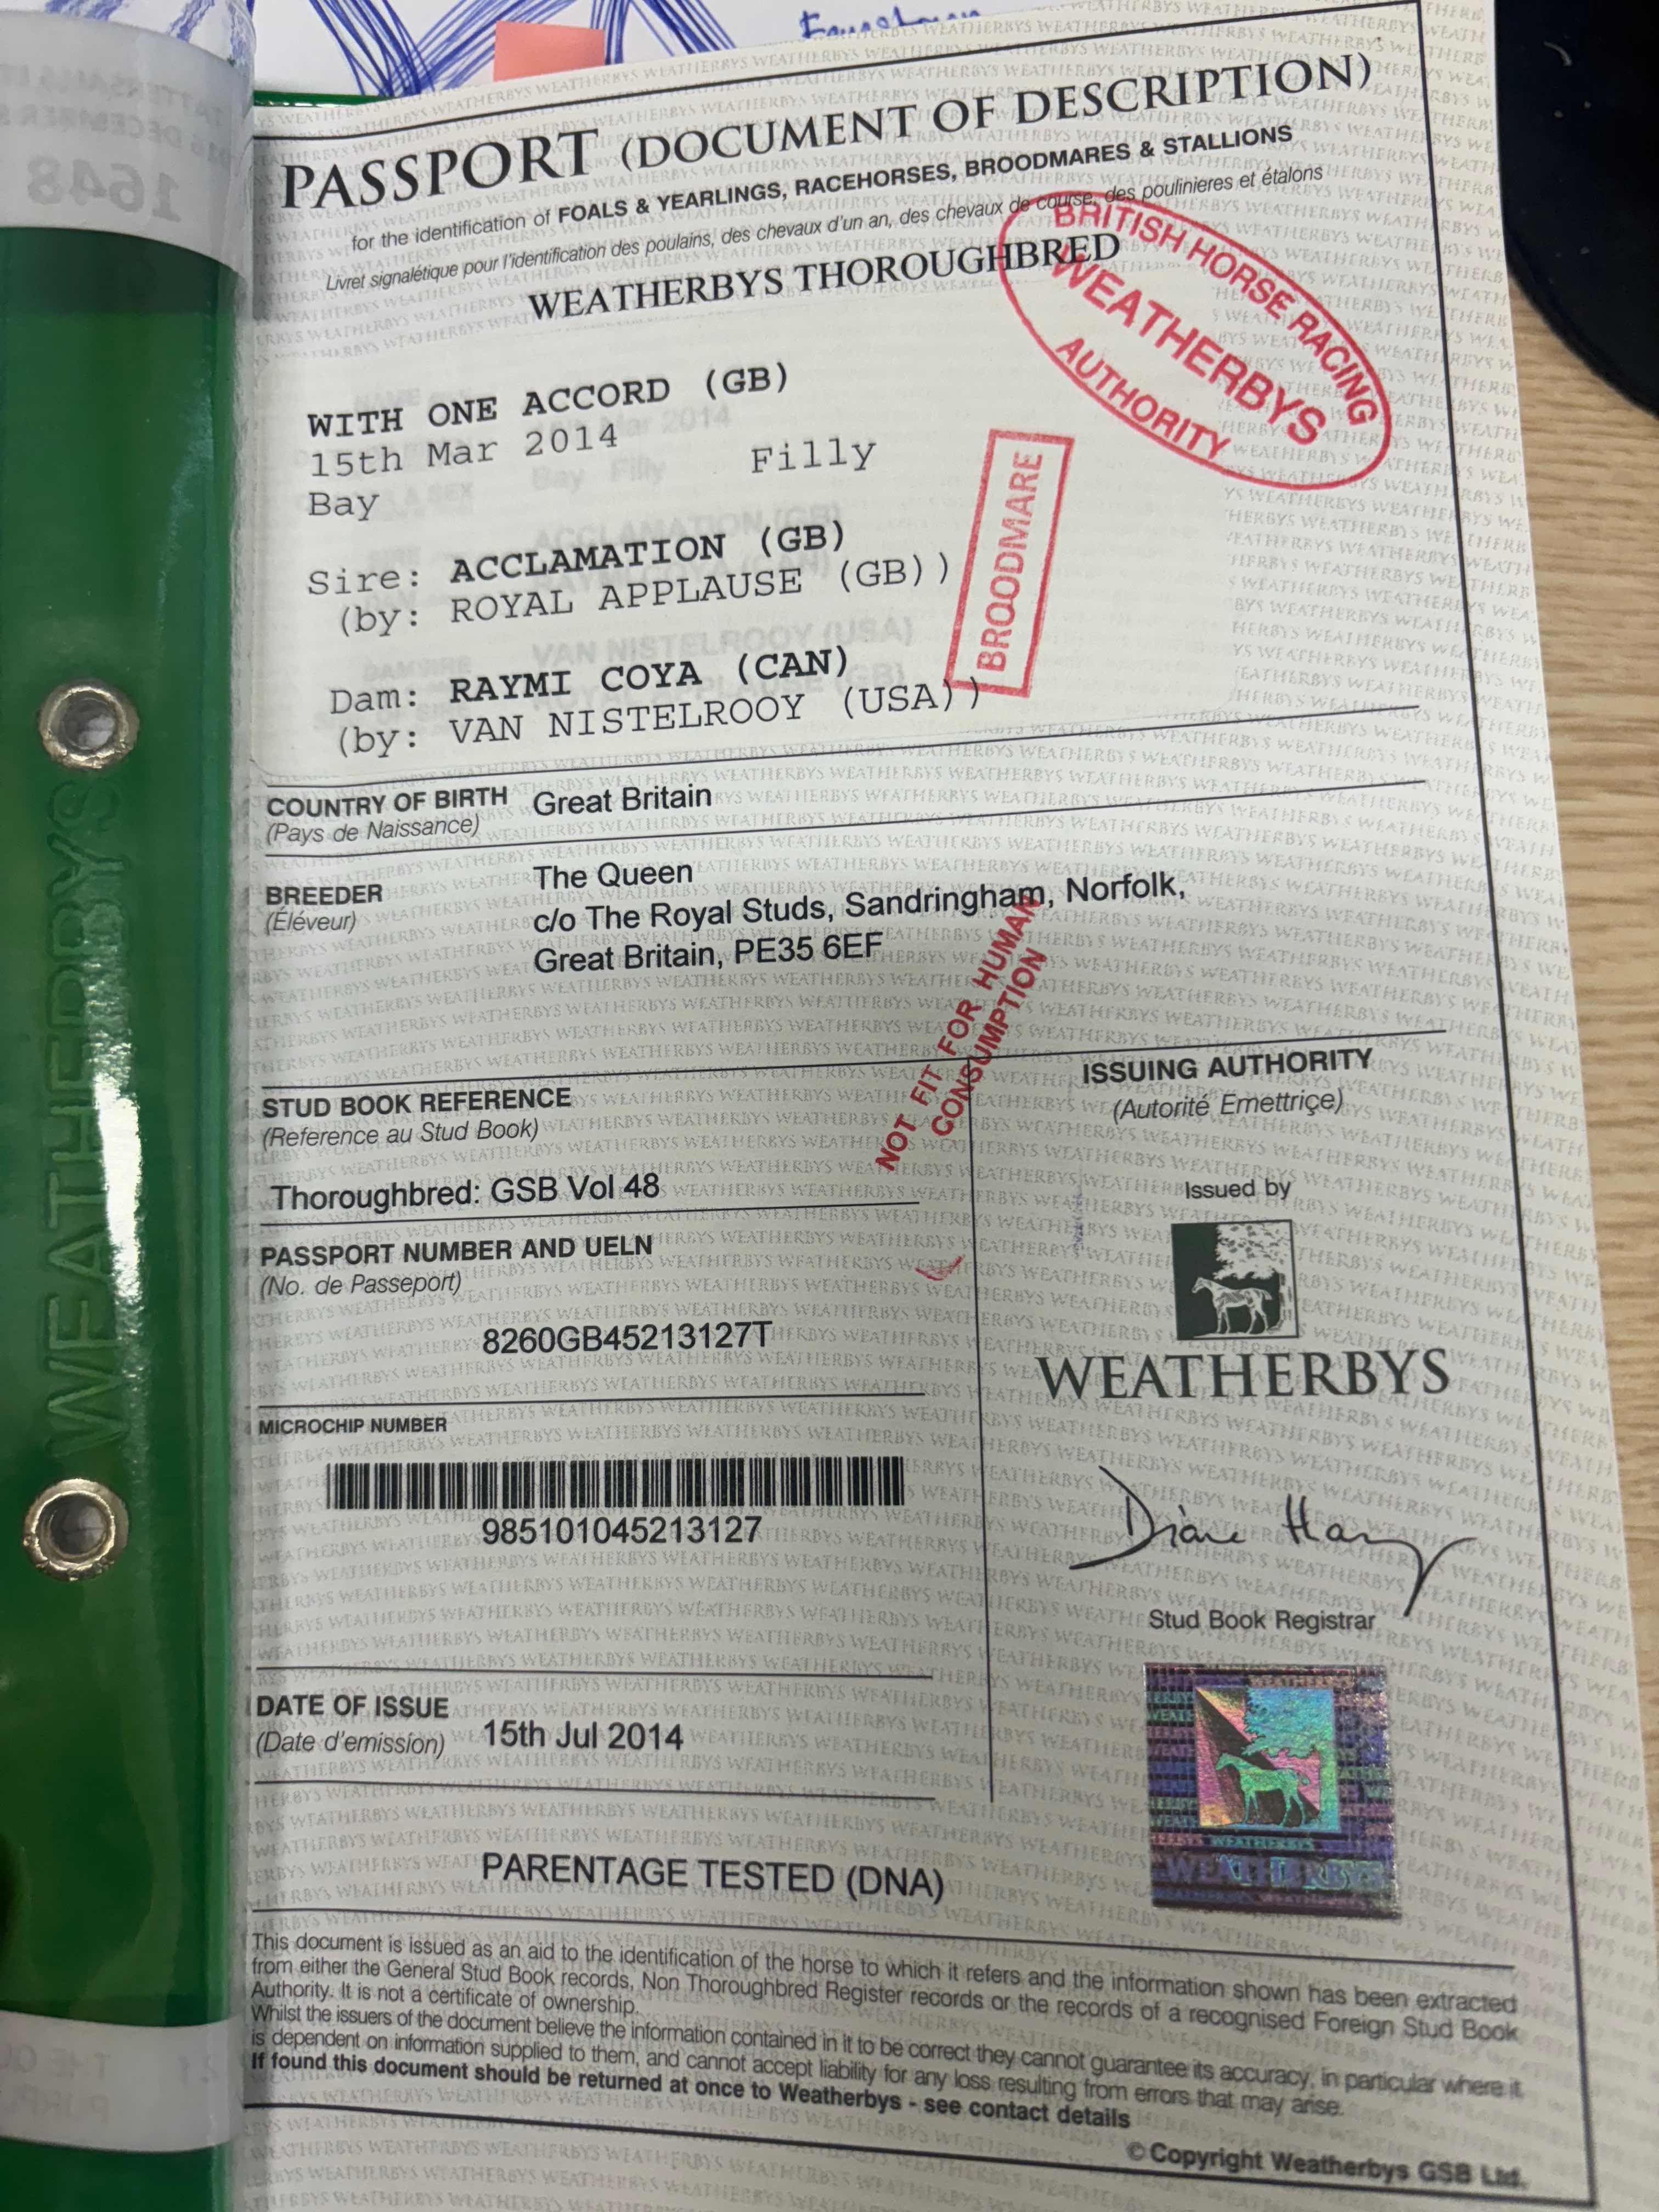 PASSPORT (DOCUMENT OF DESCRIPTION)
for the identification of FOALS & YEARLINGS, RACEHORSES, BROODMARES & STALLIONS
Livret signalétique pour l'identification des poulains, des chevaux d'un an, des chevaux de course, des poulinieres et étalons
WEATHERBYS THOROUGHBRED
BRITISH HORSE RACING
WEATHERBYS
AUTHORITY
WITH ONE ACCORD (GB)
15th Mar 2014 Filly
Bay
Sire: ACCLAMATION (GB)
(by: ROYAL APPLAUSE (GB))
Dam: RAYMI COYA (CAN)
(by: VAN NISTELROOY (USA))
BROODMARE
COUNTRY OF BIRTH Great Britain
(Pays de Naissance)
BREEDER The Queen
(Éléveur) c/o The Royal Studs, Sandringham, Norfolk,
Great Britain, PE35 6EF
NOT FIT FOR HUMAN
CONSUMPTION
STUD BOOK REFERENCE
(Reference au Stud Book)
Thoroughbred: GSB Vol 48
PASSPORT NUMBER AND UELN
(No. de Passeport)
8260GB45213127T
MICROCHIP NUMBER
985101045213127
DATE OF ISSUE
(Date d'emission) 15th Jul 2014
PARENTAGE TESTED (DNA)
ISSUING AUTHORITY
(Autorité Emettriçe)
Issued by
WEATHERBYS
Stud Book Registrar
WEATHERBYS
This document is issued as an aid to the identification of the horse to which it refers and the information shown has been extracted
from either the General Stud Book records, Non Thoroughbred Register records or the records of a recognised Foreign Stud Book
Authority. It is not a certificate of ownership.
Whilst the issuers of the document believe the information contained in it to be correct they cannot guarantee its accuracy, in particular where it
is dependent on information supplied to them, and cannot accept liability for any loss resulting from errors that may arise.
If found this document should be returned at once to Weatherbys - see contact details
© Copyright Weatherbys GSB Ltd.
WEATHERBYS
1648